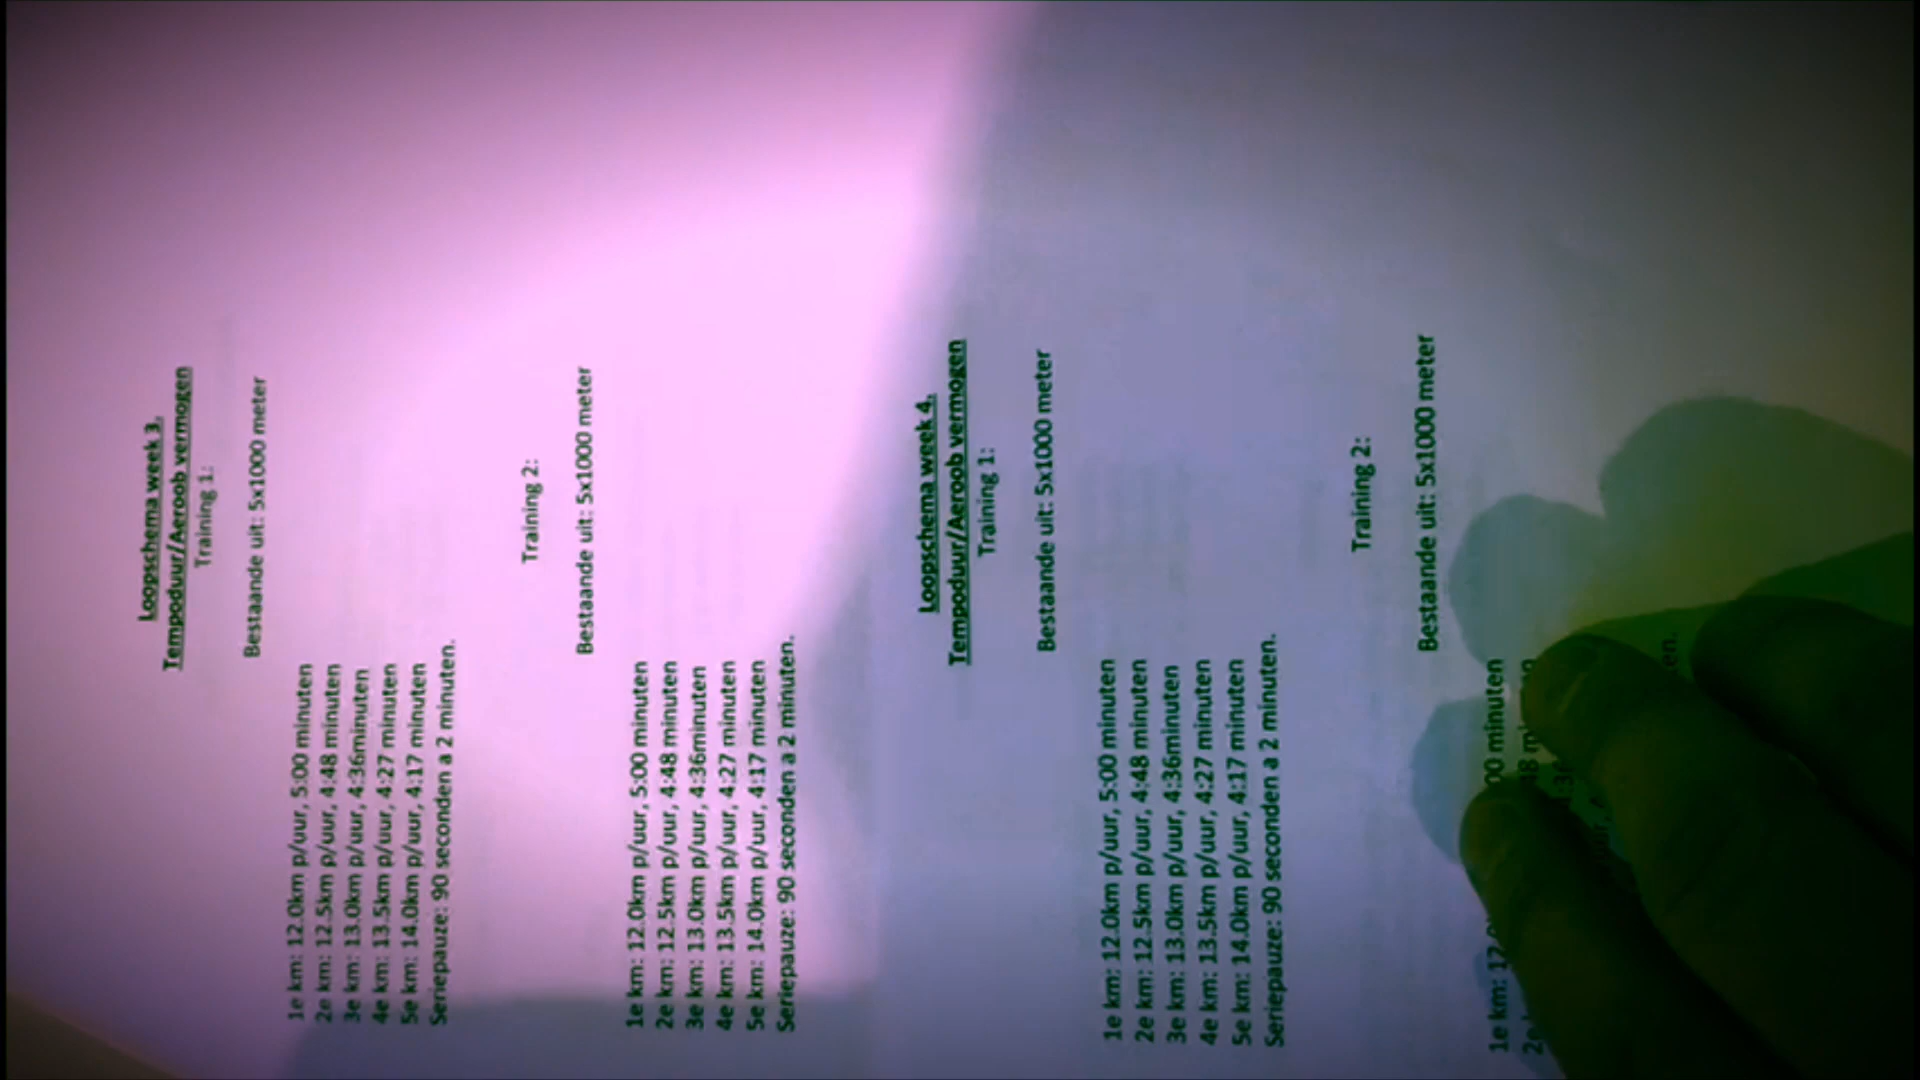 Loopschema week 3.
Tempoduur/Aeroob vermogen
Training 1:
Bestaande uit: 5x1000 meter
1e km: 12.0km p/uur, 5:00 minuten
2e km: 12.5km p/uur, 4:48 minuten
3e km: 13.0km p/uur, 4:36minuten
4e km: 13.5km p/uur, 4:27 minuten
5e km: 14.0km p/uur, 4:17 minuten
Seriepauze: 90 seconden a 2 minuten.
Training 2:
Bestaande uit: 5x1000 meter
1e km: 12.0km p/uur, 5:00 minuten
2e km: 12.5km p/uur, 4:48 minuten
3e km: 13.0km p/uur, 4:36minuten
4e km: 13.5km p/uur, 4:27 minuten
5e km: 14.0km p/uur, 4:17 minuten
Seriepauze: 90 seconden a 2 minuten.
Loopschema week 4.
Tempoduur/Aeroob vermogen
Training 1:
Bestaande uit: 5x1000 meter
1e km: 12.0km p/uur, 5:00 minuten
2e km: 12.5km p/uur, 4:48 minuten
3e km: 13.0km p/uur, 4:36minuten
4e km: 13.5km p/uur, 4:27 minuten
5e km: 14.0km p/uur, 4:17 minuten
Seriepauze: 90 seconden a 2 minuten.
Training 2:
Bestaande uit: 5x1000 meter
1e km: minuten